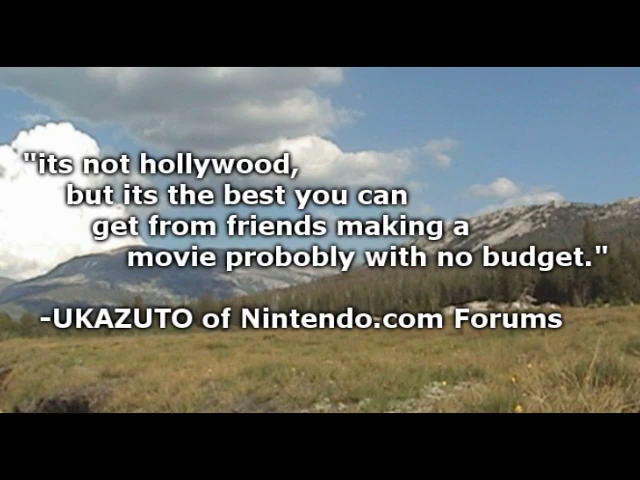 "its not hollywood,
but its the best you can
get from friends making a
movie probobly with no budget."
-UKAZUTO of Nintendo.com Forums